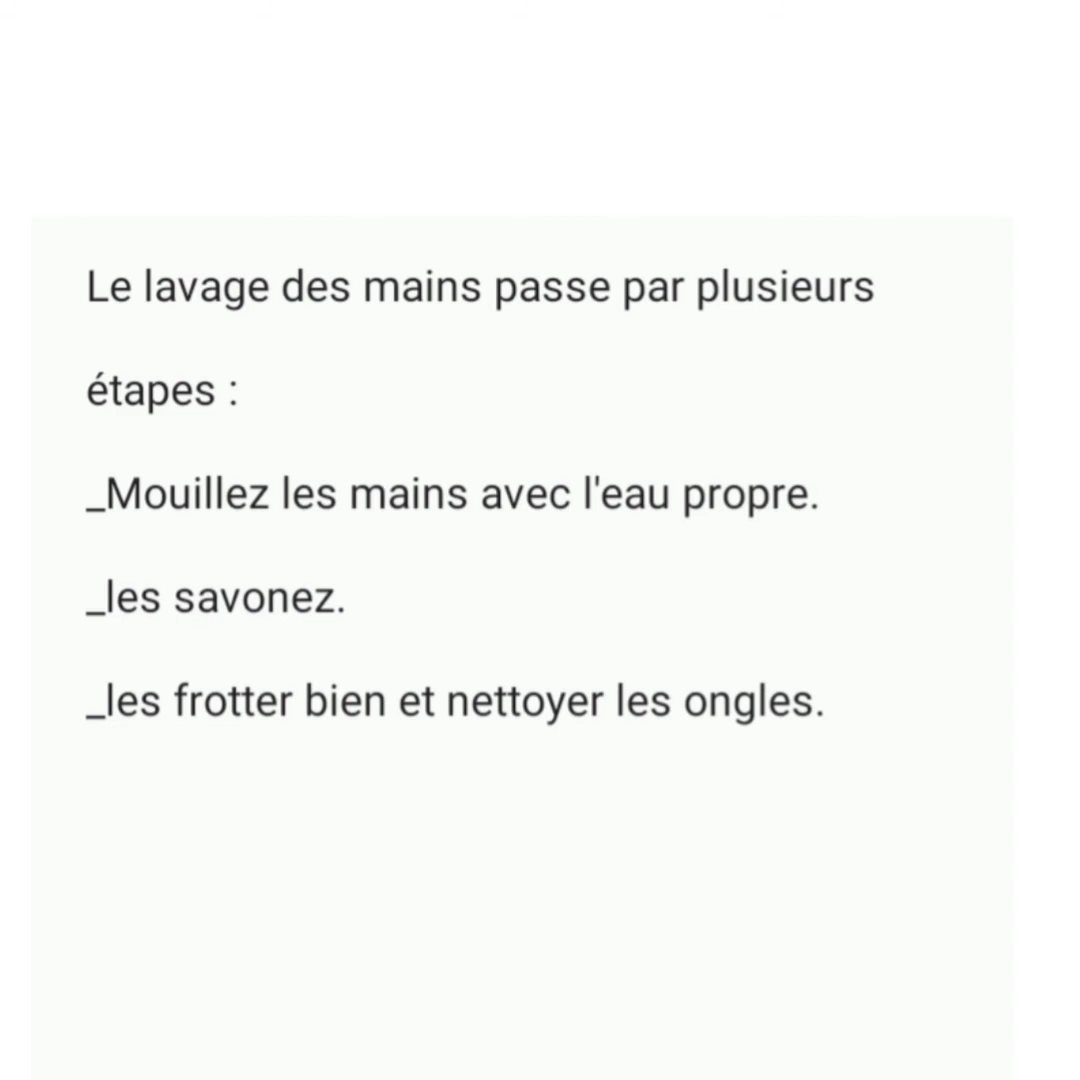 Le lavage des mains passe par plusieurs
étapes :
_Mouillez les mains avec l'eau propre.
_les savonez.
_les frotter bien et nettoyer les ongles.